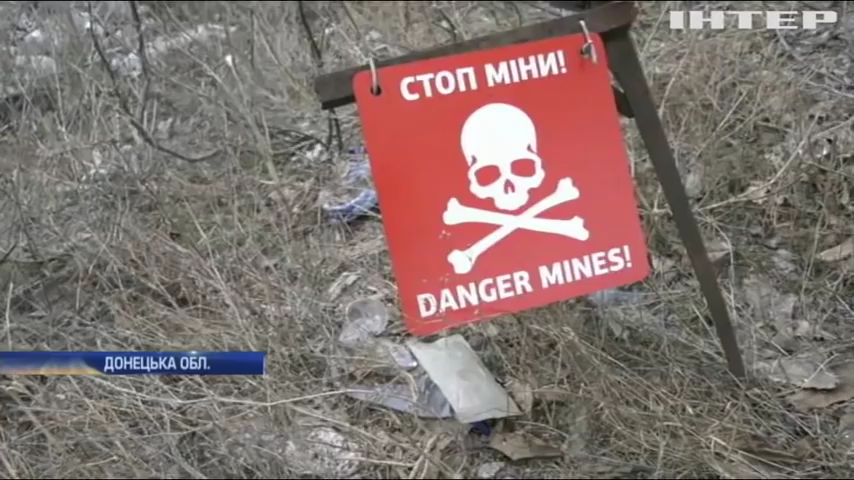 ІНТЕР
СТОП МІНИ!
DANGER MINES!
ДОНЕЦЬКА ОБЛ.